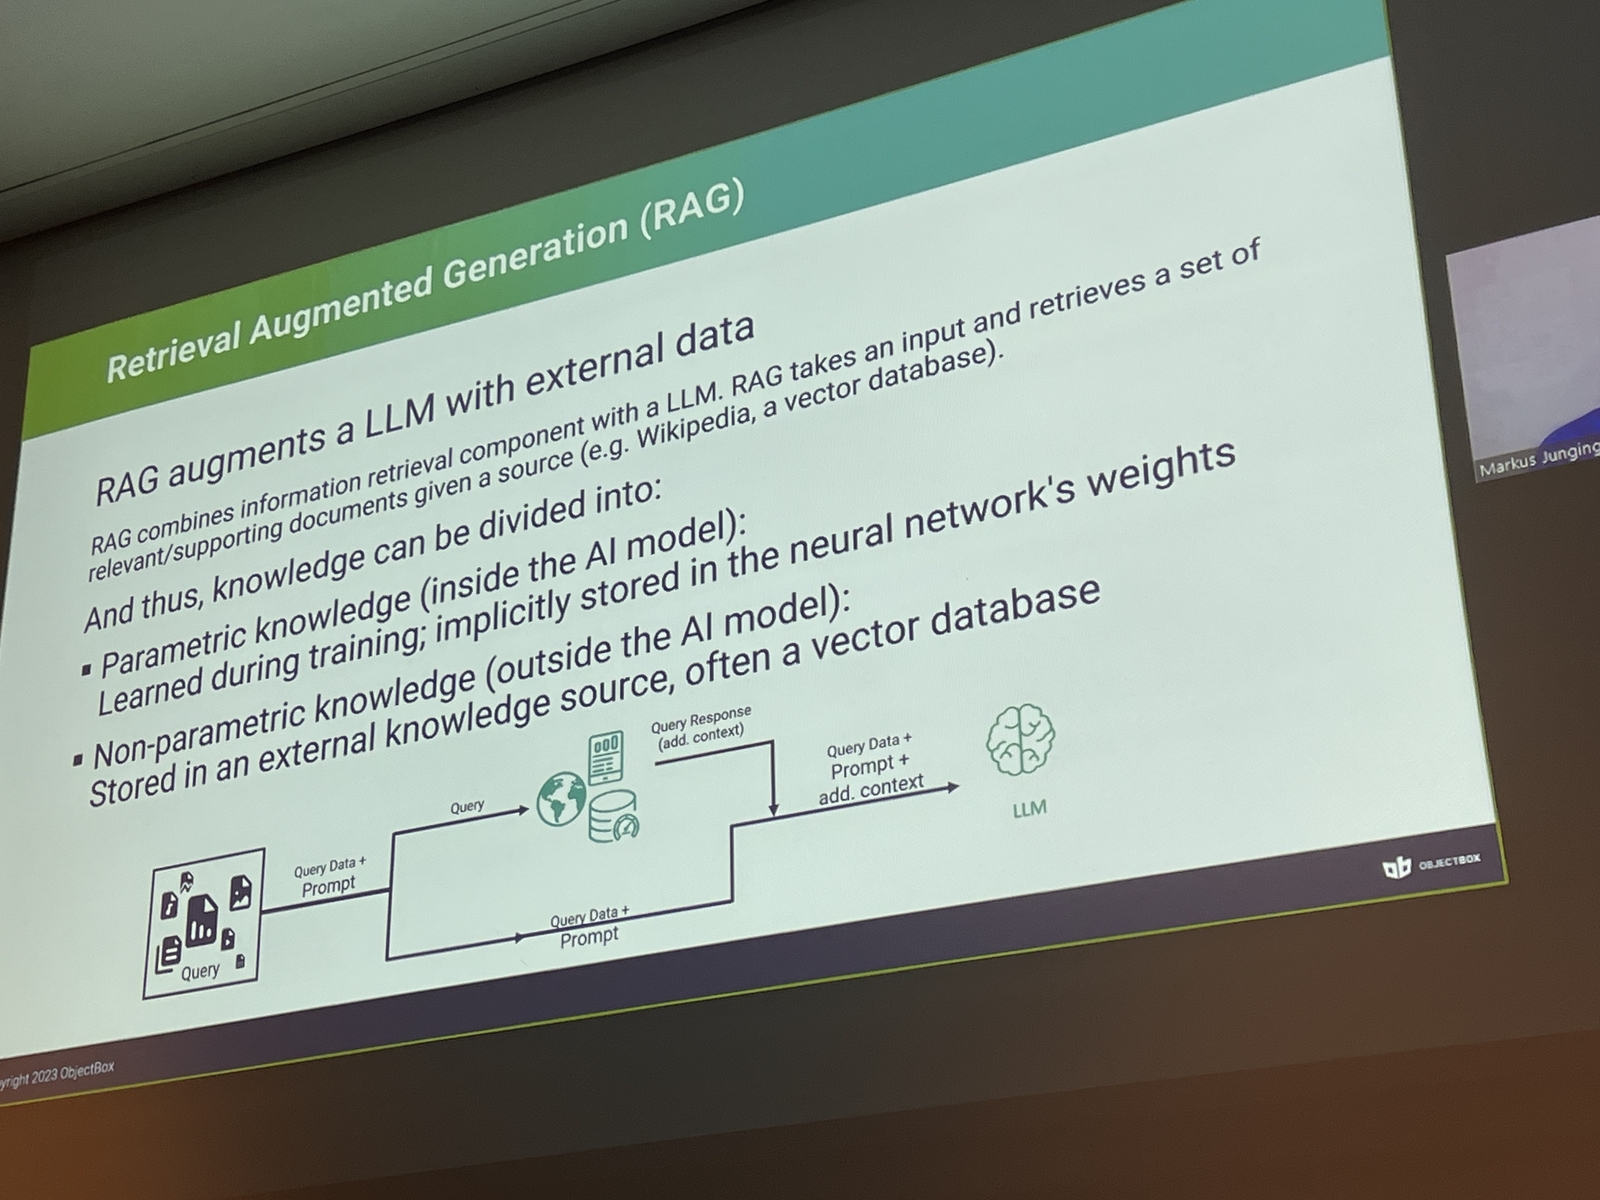 Retrieval Augmented Generation (RAG)
RAG augments a LLM with external data
RAG combines information retrieval component with a LLM. RAG takes an input and retrieves a set of
relevant/supporting documents given a source (e.g. Wikipedia, a vector database).
And thus, knowledge can be divided into:
▪ Parametric knowledge (inside the AI model):
Learned during training; implicitly stored in the neural network's weights
▪ Non-parametric knowledge (outside the AI model):
Stored in an external knowledge source, often a vector database
Query
Query Data +
Prompt
Query
Query Response
(add. context)
Query Data +
Prompt
Query Data +
Prompt +
add. context
LLM
OBJECTBOX
2023 ObjectBox
Markus